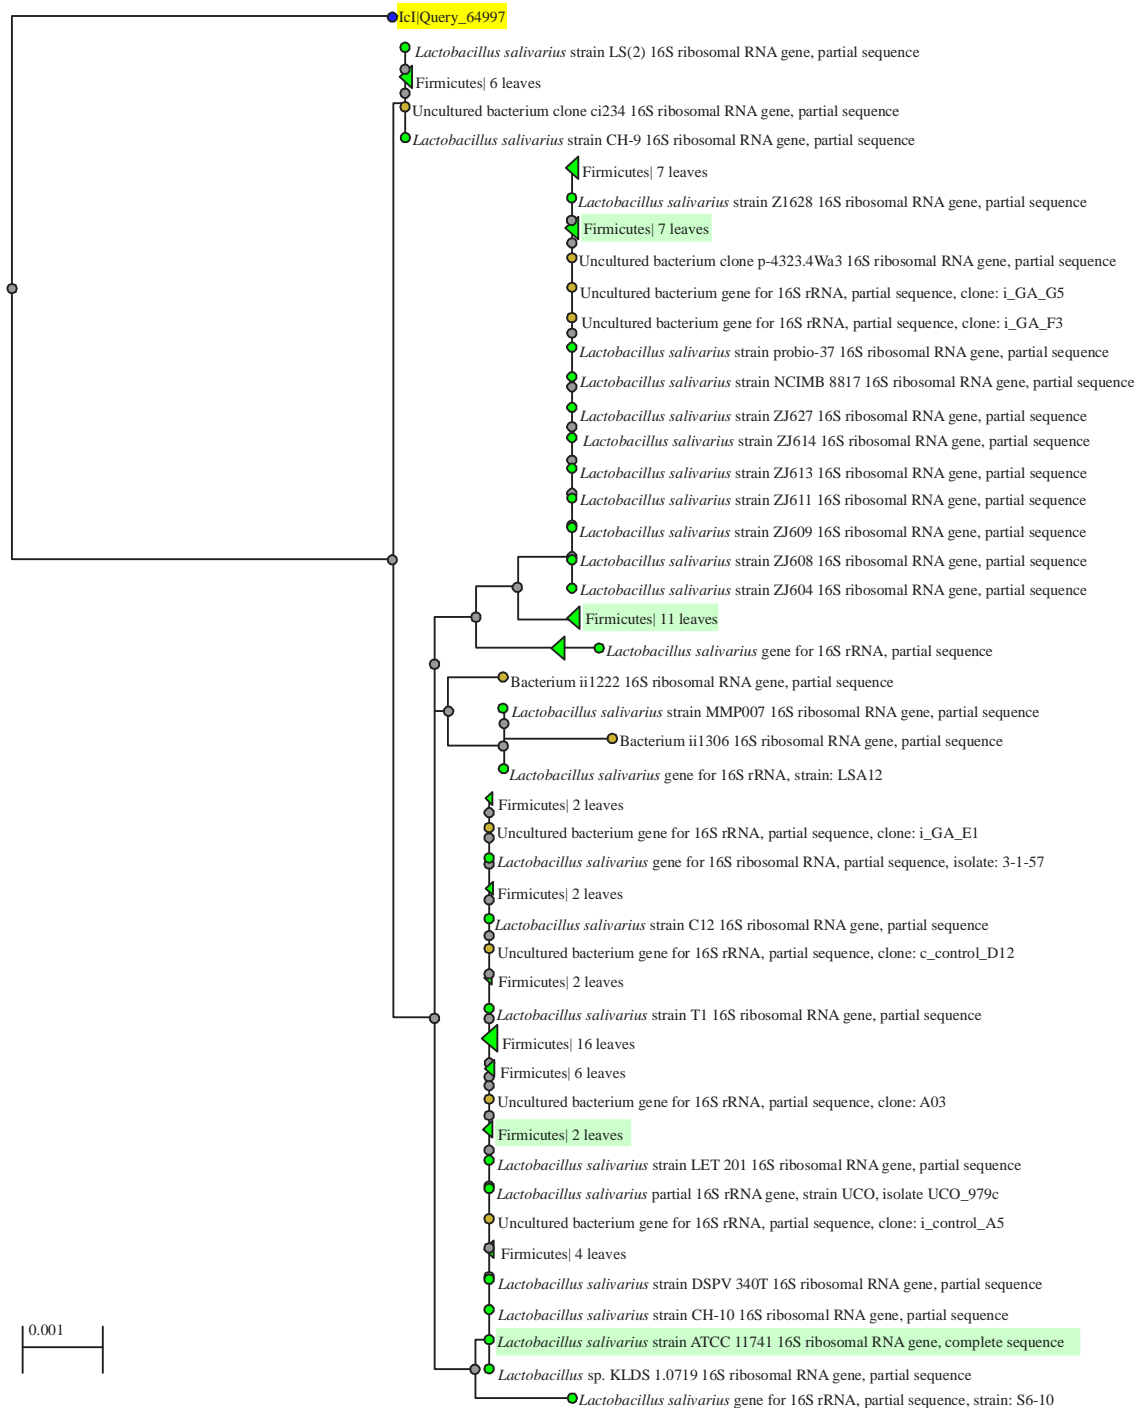 IcI|Query_64997
Lactobacillus salivarius strain LS(2) 16S ribosomal RNA gene, partial sequence
Firmicutes| 6 leaves
Uncultured bacterium clone ci234 16S ribosomal RNA gene, partial sequence
Lactobacillus salivarius strain CH-9 16S ribosomal RNA gene, partial sequence
Firmicutes| 7 leaves
Lactobacillus salivarius strain Z1628 16S ribosomal RNA gene, partial sequence
Firmicutes| 7 leaves
Uncultured bacterium clone p-4323.4Wa3 16S ribosomal RNA gene, partial sequence
Uncultured bacterium gene for 16S rRNA, partial sequence, clone: i_GA_G5
Uncultured bacterium gene for 16S rRNA, partial sequence, clone: i_GA_F3
Lactobacillus salivarius strain probio-37 16S ribosomal RNA gene, partial sequence
Lactobacillus salivarius strain NCIMB 8817 16S ribosomal RNA gene, partial sequence
Lactobacillus salivarius strain ZJ627 16S ribosomal RNA gene, partial sequence
Lactobacillus salivarius strain ZJ614 16S ribosomal RNA gene, partial sequence
Lactobacillus salivarius strain ZJ613 16S ribosomal RNA gene, partial sequence
Lactobacillus salivarius strain ZJ611 16S ribosomal RNA gene, partial sequence
Lactobacillus salivarius strain ZJ609 16S ribosomal RNA gene, partial sequence
Lactobacillus salivarius strain ZJ608 16S ribosomal RNA gene, partial sequence
Lactobacillus salivarius strain ZJ604 16S ribosomal RNA gene, partial sequence
Firmicutes| 11 leaves
Lactobacillus salivarius gene for 16S rRNA, partial sequence
Bacterium ii1222 16S ribosomal RNA gene, partial sequence
Lactobacillus salivarius strain MMP007 16S ribosomal RNA gene, partial sequence
Bacterium ii1306 16S ribosomal RNA gene, partial sequence
Lactobacillus salivarius gene for 16S rRNA, strain: LSA12
Firmicutes| 2 leaves
Uncultured bacterium gene for 16S rRNA, partial sequence, clone: i_GA_E1
Lactobacillus salivarius gene for 16S ribosomal RNA, partial sequence, isolate: 3-1-57
Firmicutes| 2 leaves
Lactobacillus salivarius strain C12 16S ribosomal RNA gene, partial sequence
Uncultured bacterium gene for 16S rRNA, partial sequence, clone: c_control_D12
Firmicutes| 2 leaves
Lactobacillus salivarius strain T1 16S ribosomal RNA gene, partial sequence
Firmicutes| 16 leaves
Firmicutes| 6 leaves
Uncultured bacterium gene for 16S rRNA, partial sequence, clone: A03
Firmicutes| 2 leaves
Lactobacillus salivarius strain LET 201 16S ribosomal RNA gene, partial sequence
Lactobacillus salivarius partial 16S rRNA gene, strain UCO, isolate UCO_979c
Uncultured bacterium gene for 16S rRNA, partial sequence, clone: i_control_A5
Firmicutes| 4 leaves
Lactobacillus salivarius strain DSPV 340T 16S ribosomal RNA gene, partial sequence
Lactobacillus salivarius strain CH-10 16S ribosomal RNA gene, partial sequence
0.001
Lactobacillus salivarius strain ATCC 11741 16S ribosomal RNA gene, complete sequence
Lactobacillus sp. KLDS 1.0719 16S ribosomal RNA gene, partial sequence
Lactobacillus salivarius gene for 16S rRNA, partial sequence, strain: S6-10